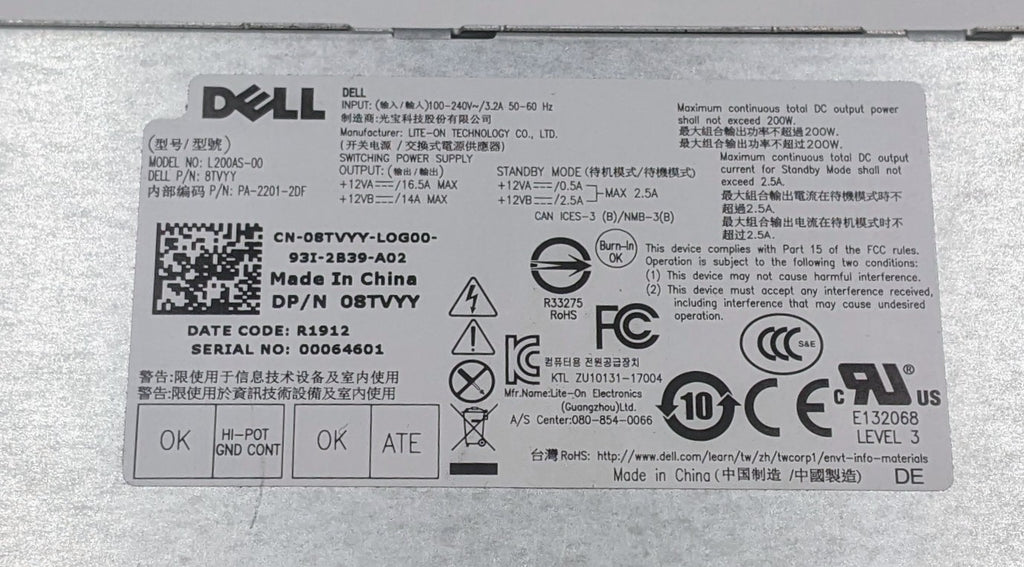 DELL
DELL
INPUT: (输入/輸入)100-240V~/3.2A 50-60 Hz
制造商:光宝科技股份有限公司
Manufacturer: LITE-ON TECHNOLOGY CO., LTD.
(开关电源 / 交換式電源供應器)
SWITCHING POWER SUPPLY
OUTPUT: (输出/輸出)
+12VA⎓/16.5A MAX
+12VB⎓/14A MAX
(型号/ 型號)
MODEL NO: L200AS-00
DELL P/N: 8TVYY
内部编码 P/N: PA-2201-2DF
STANDBY MODE (待机模式/待機模式)
+12VA⎓/0.5A
+12VB⎓/2.5A
MAX 2.5A
CAN ICES-3 (B)/NMB-3(B)
Maximum continuous total DC output power
shall not exceed 200W.
最大組合輸出功率不超過200W.
最大组合输出功率不超过200W.
Maximum continuous total DC output
current for Standby Mode shall not
exceed 2.5A.
最大組合輸出電流在待機模式時不
超過2.5A.
最大组合输出电流在待机模式时不
超过2.5A.
CN-08TVYY-LOG00-
93I-2B39-A02
Made In China
DP/N 08TVYY
DATE CODE: R1912
SERIAL NO: 00064601
R33275
RoHS
Burn-In
OK
This device complies with Part 15 of the FCC rules.
Operation is subject to the following two conditions:
(1) This device may not cause harmful interference.
(2) This device must accept any interference received,
including interference that may cause undesired
operation.
FCC
컴퓨터용 전원공급장치
KTL ZU10131-17004
Mfr.Name:Lite-On Electronics
(Guangzhou)Ltd.
A/S Center:080-854-0066
CCC S&E
10
CE
c RU ® US
E132068
LEVEL 3
警告:限使用于信息技术设备及室内使用
警告:限使用於資訊技術設備及室內使用
OK
HI-POT
GND CONT
OK
ATE
台灣 RoHS: http://www.dell.com/learn/tw/zh/twcorp1/envt-info-materials
Made in China (中国制造 /中國製造)
DE